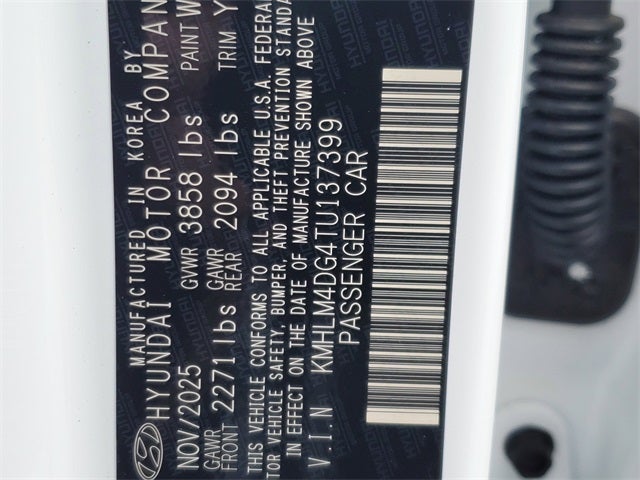 MANUFACTURED IN KOREA BY
HYUNDAI MOTOR COMPAN
NOV/2025 GVWR 3858 lbs PAINT W
GAWR FRONT 2271 lbs GAWR REAR 2094 lbs TRIM Y
THIS VEHICLE CONFORMS TO ALL APPLICABLE U.S.A. FEDERA
TOR VEHICLE SAFETY, BUMPER, AND THEFT PREVENTION STANDA
IN EFFECT ON THE DATE OF MANUFACTURE SHOWN ABOVE
V.I.N KMHLM4DG4TU137399
PASSENGER CAR